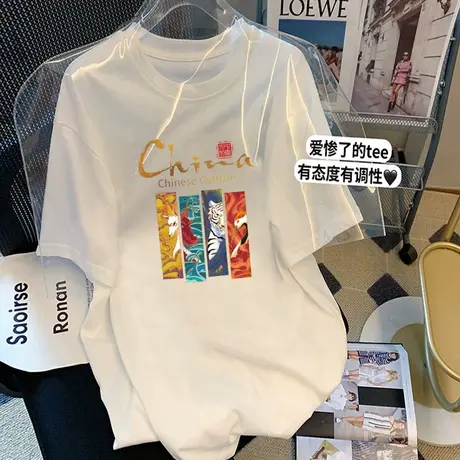 LOEWE
China
Chinese Culture
爱惨了的tee
有态度有调性🖤
Saoirse
Ronan